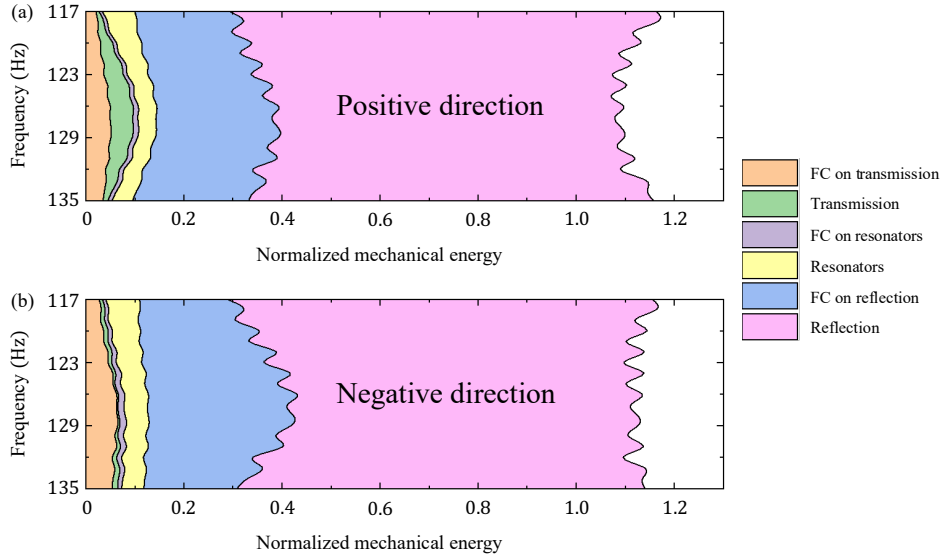 (a)
117
123
129
135
Frequency (Hz)
Positive direction
0
0.2
0.4
0.6
0.8
1.0
1.2
Normalized mechanical energy
FC on transmission
Transmission
FC on resonators
Resonators
FC on reflection
Reflection
(b)
117
123
129
135
Frequency (Hz)
Negative direction
0
0.2
0.4
0.6
0.8
1.0
1.2
Normalized mechanical energy